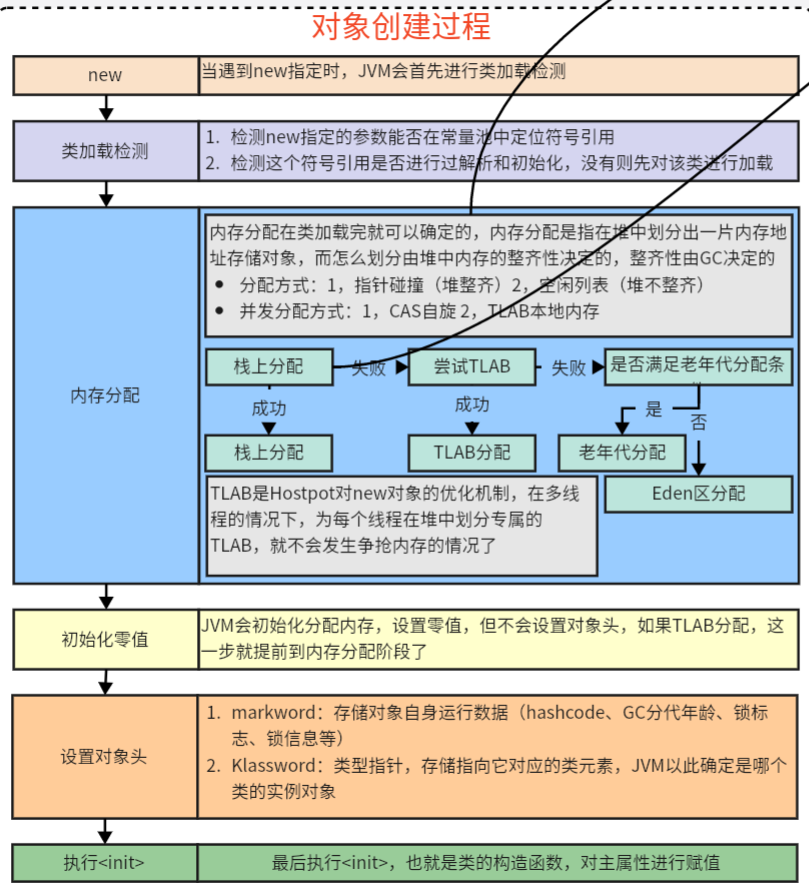 对象创建过程
new
当遇到new指定时，JVM会首先进行类加载检测
类加载检测
1. 检测new指定的参数能否在常量池中定位符号引用
2. 检测这个符号引用是否进行过解析和初始化，没有则先对该类进行加载
内存分配
内存分配在类加载完就可以确定的，内存分配是指在堆中划分出一片内存地
址存储对象，而怎么划分由堆中内存的整齐性决定的，整齐性由GC决定的
• 分配方式：1，指针碰撞（堆整齐）2，空闲列表（堆不整齐）
• 并发分配方式：1，CAS自旋 2，TLAB本地内存
栈上分配
失败
尝试TLAB
失败
是否满足老年代分配条
成功
成功
是
否
栈上分配
TLAB分配
老年代分配
Eden区分配
TLAB是Hostpot对new对象的优化机制，在多线
程的情况下，为每个线程在堆中划分专属的
TLAB，就不会发生争抢内存的情况了
初始化零值
JVM会初始化分配内存，设置零值，但不会设置对象头，如果TLAB分配，这
一步就提前到内存分配阶段了
设置对象头
1. markword：存储对象自身运行数据（hashcode、GC分代年龄、锁标
志、锁信息等）
2. Klassword：类型指针，存储指向它对应的类元素，JVM以此确定是哪个
类的实例对象
执行<init>
最后执行<init>，也就是类的构造函数，对主属性进行赋值